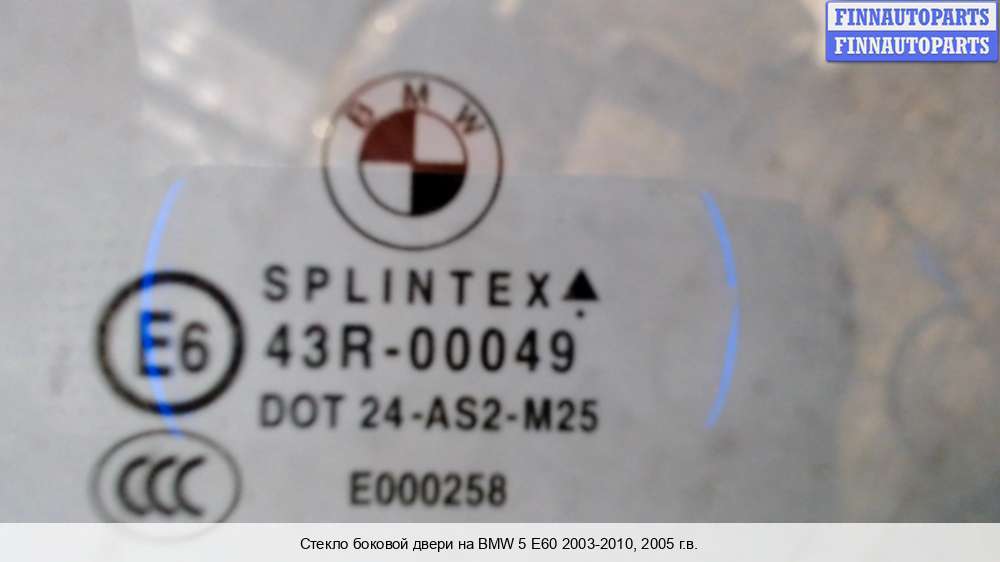 FINNAUTOPARTS
FINNAUTOPARTS
BMW
SPLINTEX
E6 43R-00049
DOT 24-AS2-M25
CCC E000258
Стекло боковой двери на BMW 5 E60 2003-2010, 2005 г.в.